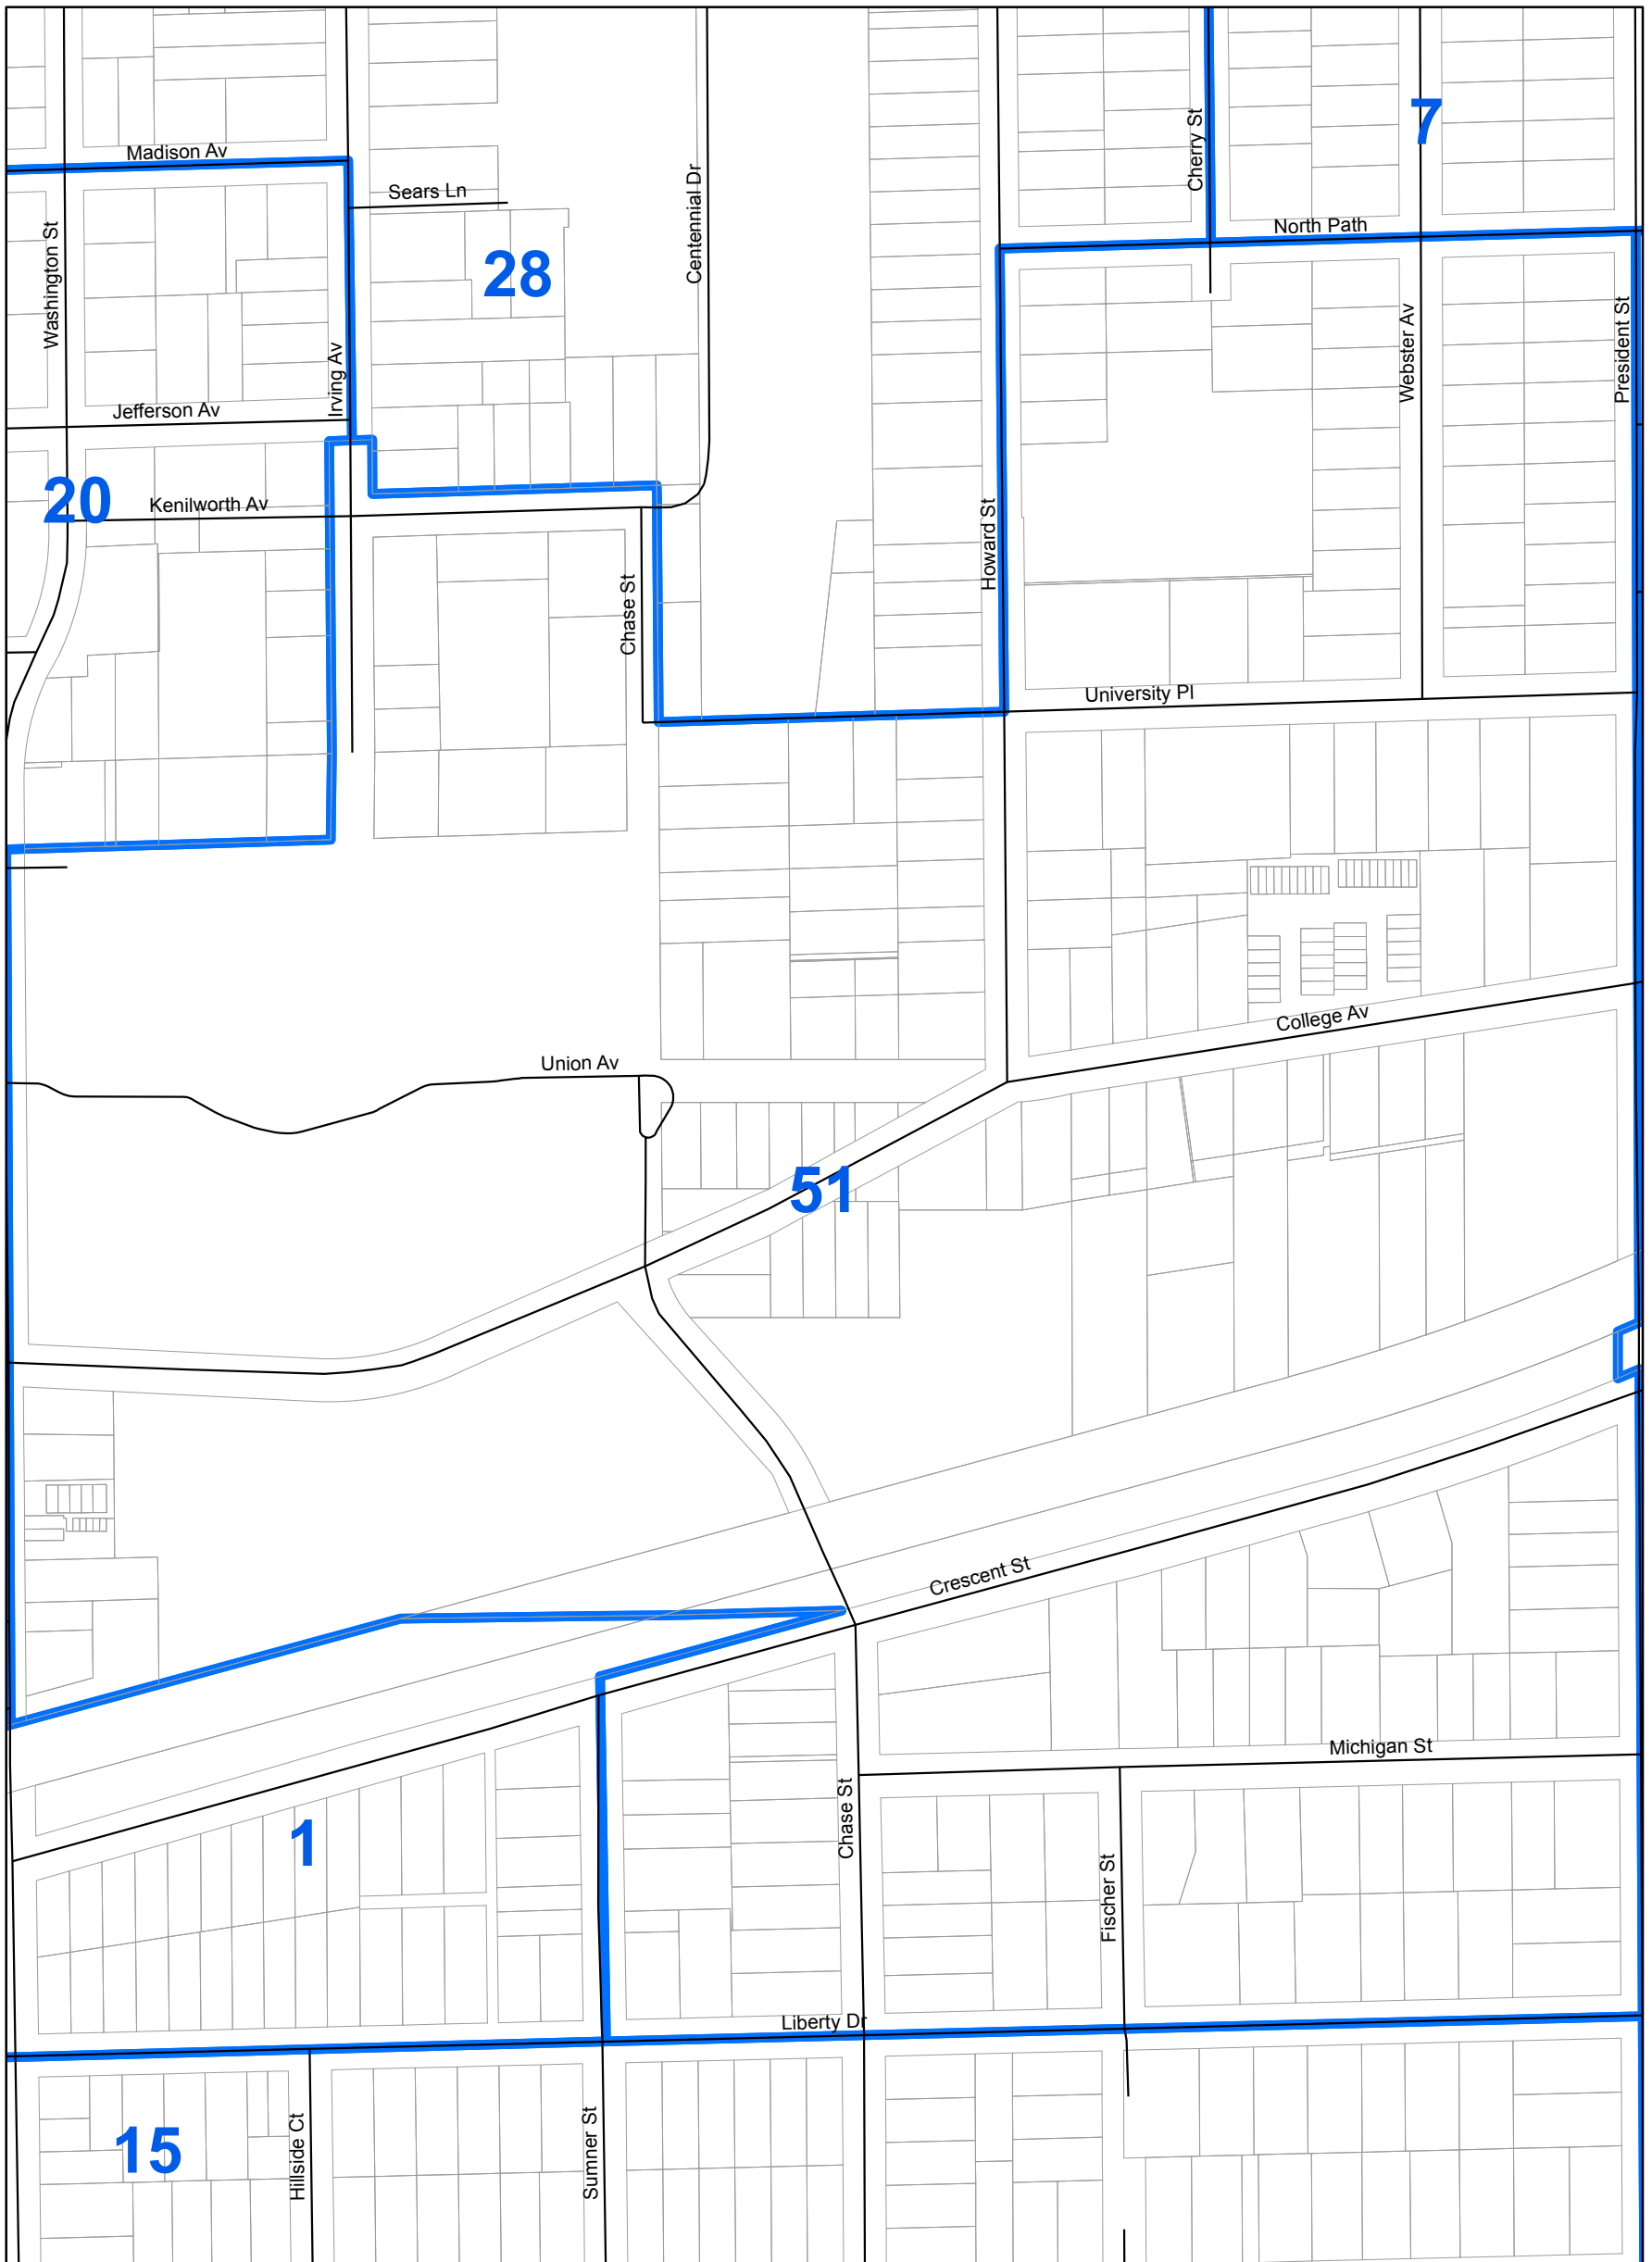 7
Cherry St
Madison Av
Sears Ln
Centennial Dr
North Path
Washington St
28
Irving Av
Webster Av
President St
Jefferson Av
20
Kenilworth Av
Howard St
Chase St
University Pl
College Av
Union Av
51
Crescent St
Michigan St
1
Chase St
Fischer St
Liberty Dr
15
Hillside Ct
Sumner St